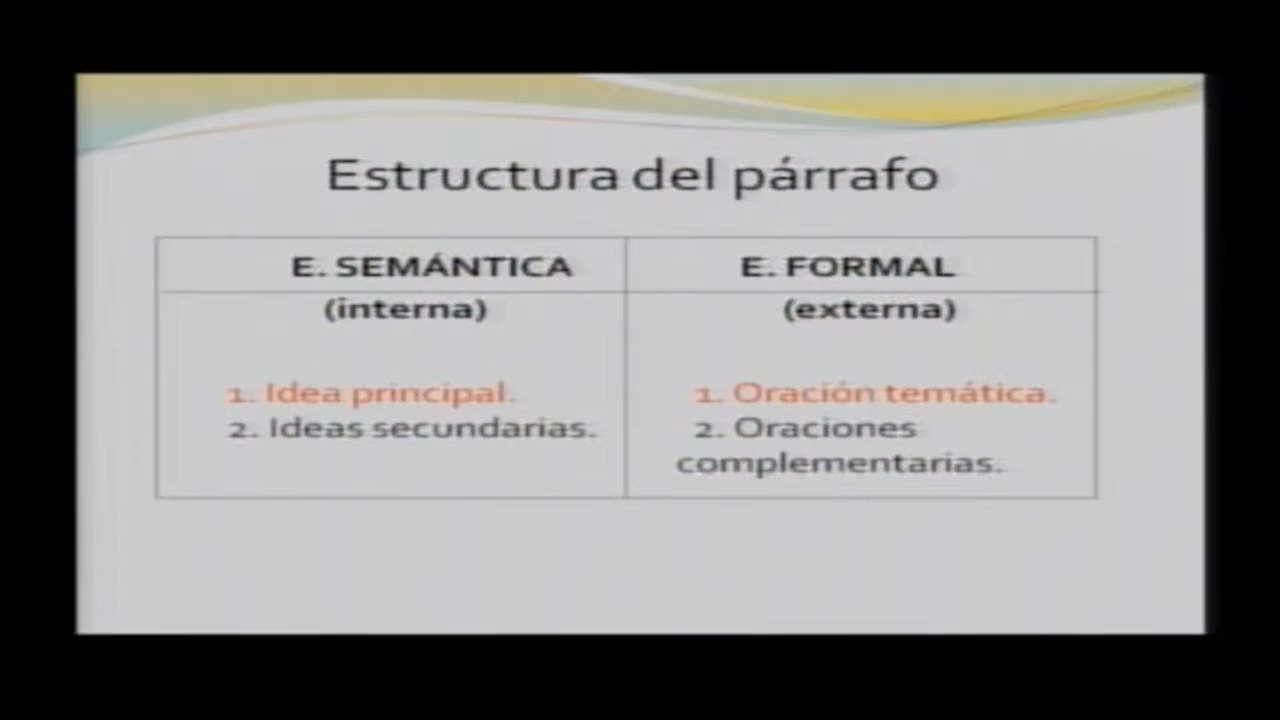 Estructura del párrafo
E. SEMÁNTICA
E. FORMAL
(interna)
(externa)
1. Idea principal.
2. Ideas secundarias.
1. Oración temática.
2. Oraciones
complementarias.